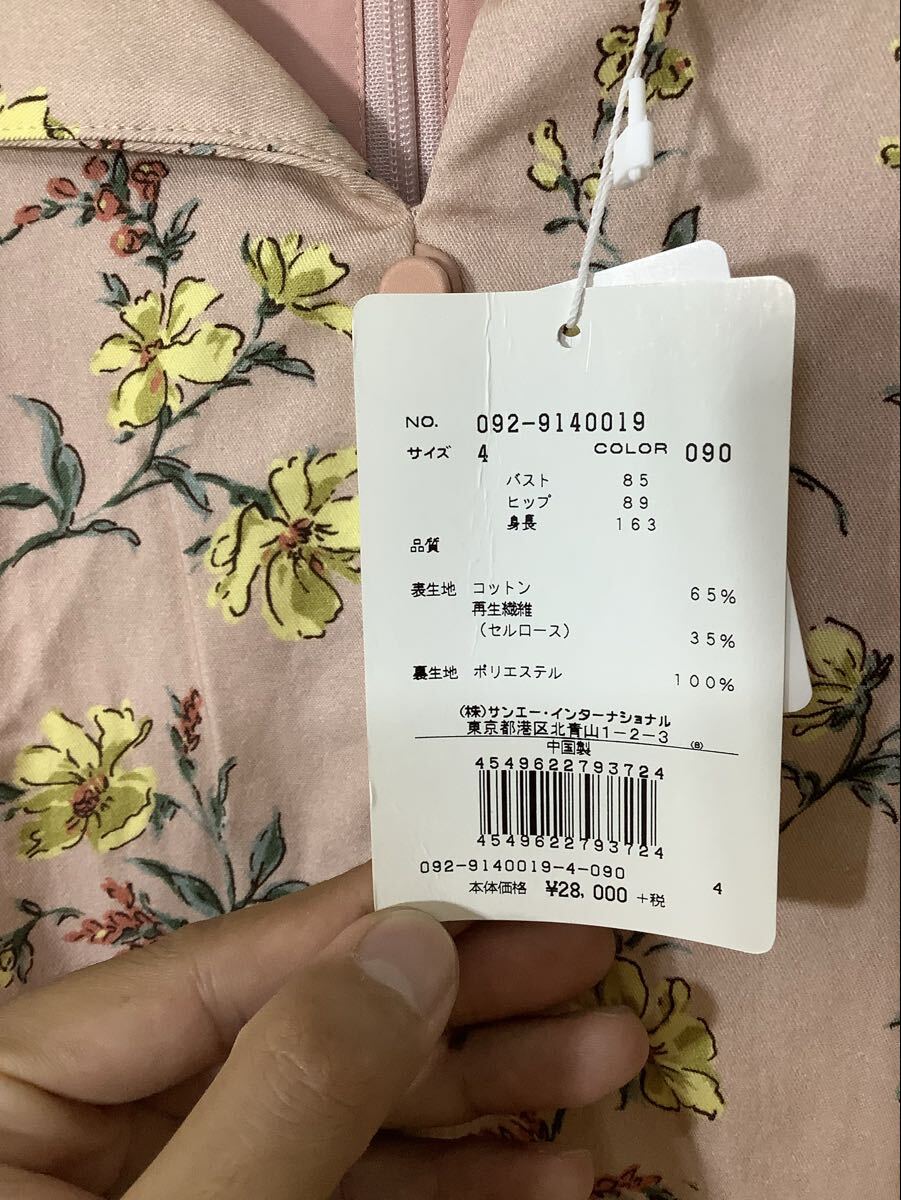 NO. 092-9140019
サイズ 4 COLOR 090
バスト 85
ヒップ 89
身長 163
品質
表生地 コットン 65%
再生繊維
(セルロース) 35%
裏生地 ポリエステル 100%
(株)サンエー・インターナショナル
東京都港区北青山1-2-3 (8)
中国製
4549622793724
4549622793724
092-9140019-4-090
本体価格 ¥28,000 +税 4